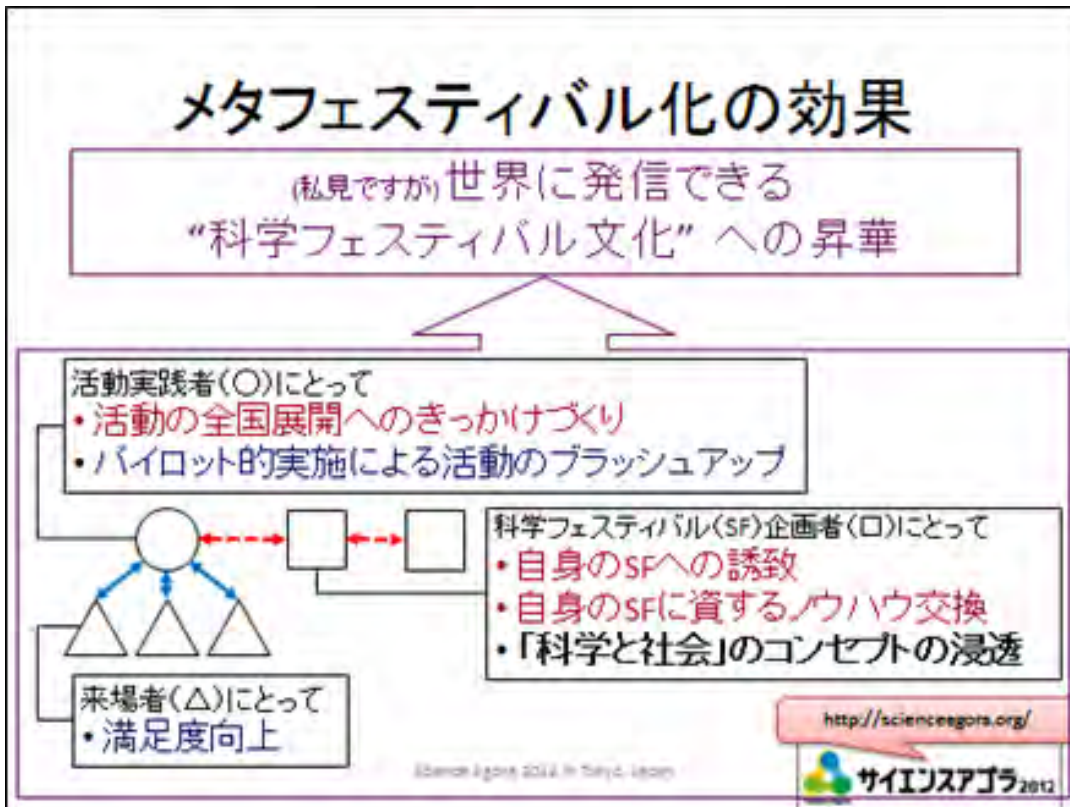 メタフェスティバル化の効果
(私見ですが)世界に発信できる
“科学フェスティバル文化” への昇華
活動実践者(○)にとって
・活動の全国展開へのきっかけづくり
・パイロット的実施による活動のブラッシュアップ
科学フェスティバル(SF)企画者(□)にとって
・自身のSFへの誘致
・自身のSFに資するノウハウ交換
・「科学と社会」のコンセプトの浸透
来場者(△)にとって
・満足度向上
http://scienceagora.org/
Science Agora 2012 in Tokyo, Japan
サイエンスアゴラ2012